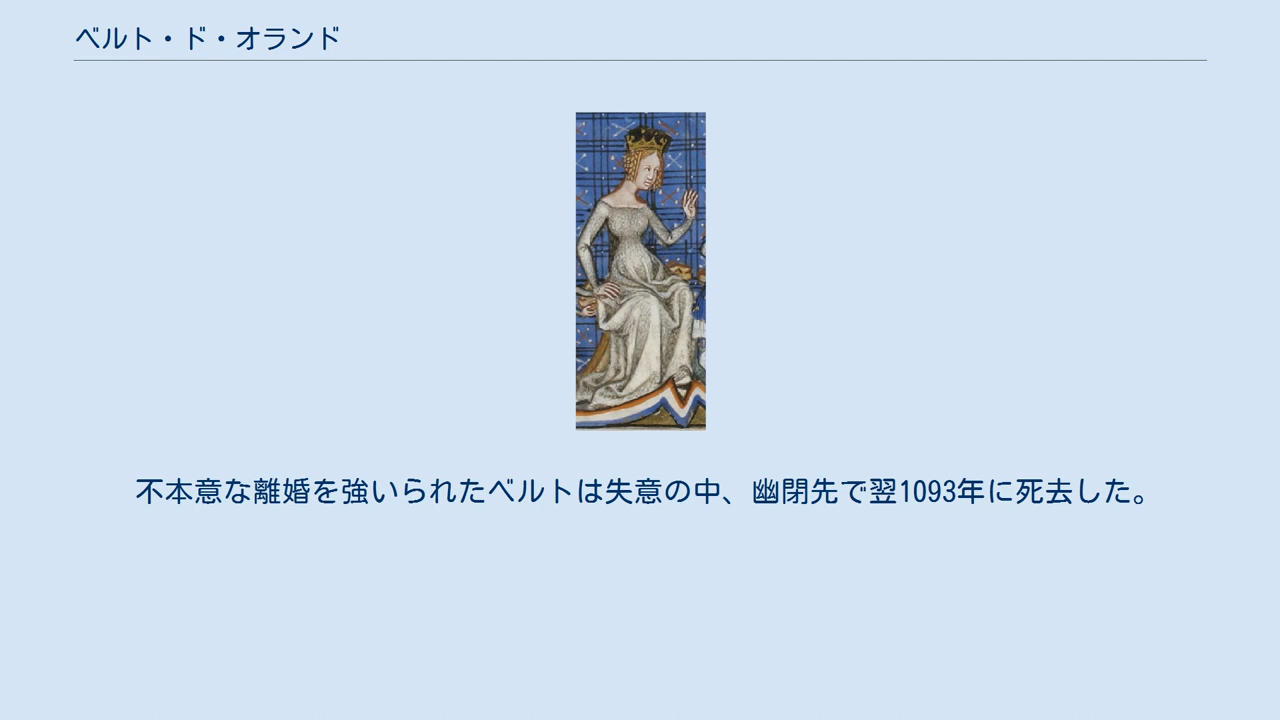 ベルト・ド・オランド
不本意な離婚を強いられたベルトは失意の中、幽閉先で翌1093年に死去した。